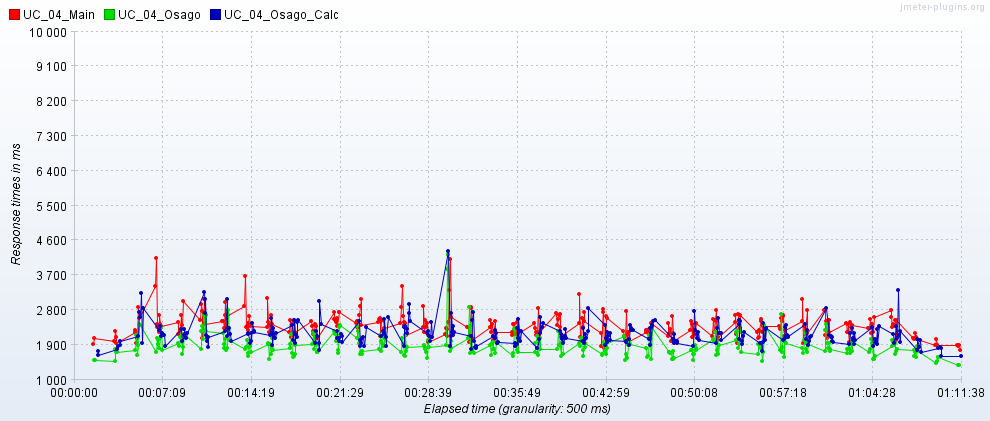 UC_04_Main UC_04_Osago UC_04_Osago_Calc
jmeter-plugins.org
10 000
9 100
8 200
7 300
6 400
5 500
4 600
3 700
2 800
1 900
1 000
Response times in ms
00:00:00 00:07:09 00:14:19 00:21:29 00:28:39 00:35:49 00:42:59 00:50:08 00:57:18 01:04:28 01:11:38
Elapsed time (granularity: 500 ms)